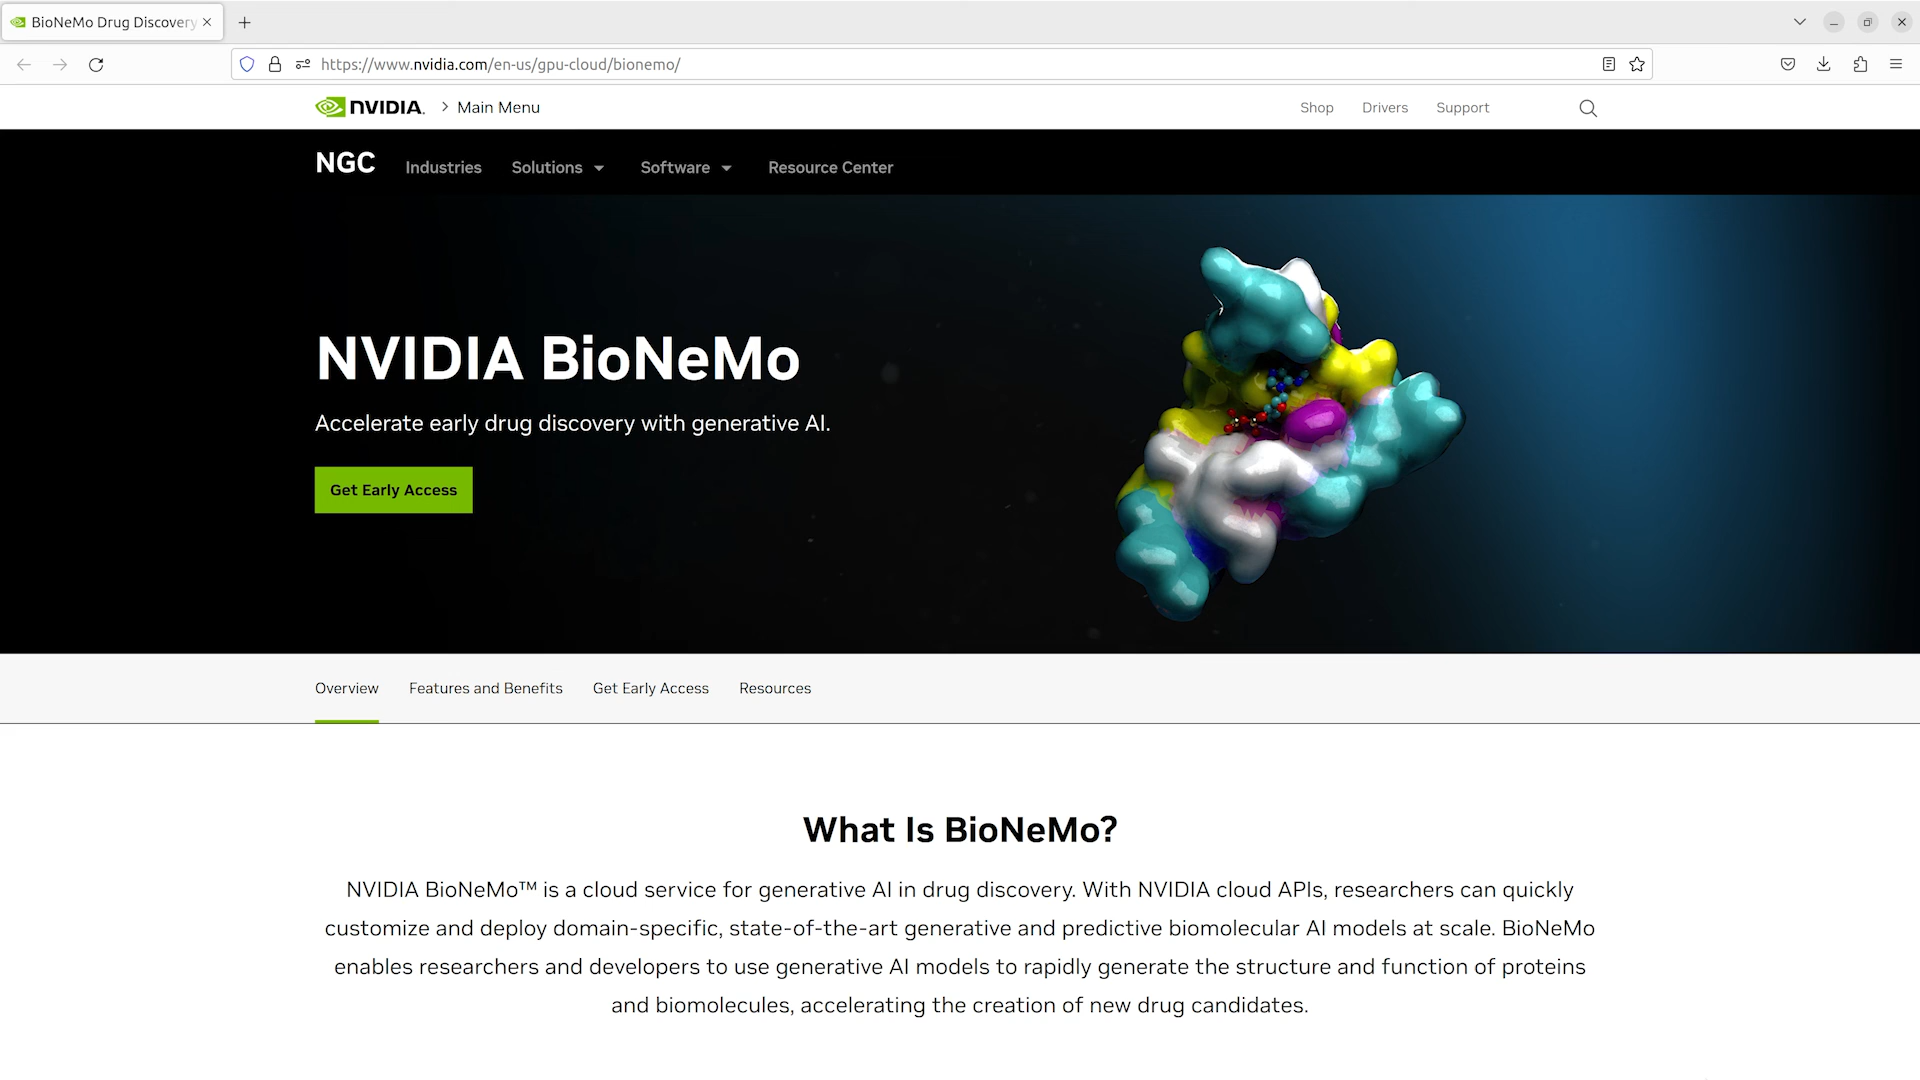 BioNeMo Drug Discovery
https://www.nvidia.com/en-us/gpu-cloud/bionemo/
NVIDIA. Main Menu
Shop Drivers Support
NGC Industries Solutions Software Resource Center
NVIDIA BioNeMo
Accelerate early drug discovery with generative AI.
Get Early Access
Overview Features and Benefits Get Early Access Resources
What Is BioNeMo?
NVIDIA BioNeMo™ is a cloud service for generative AI in drug discovery. With NVIDIA cloud APIs, researchers can quickly
customize and deploy domain-specific, state-of-the-art generative and predictive biomolecular AI models at scale. BioNeMo
enables researchers and developers to use generative AI models to rapidly generate the structure and function of proteins
and biomolecules, accelerating the creation of new drug candidates.